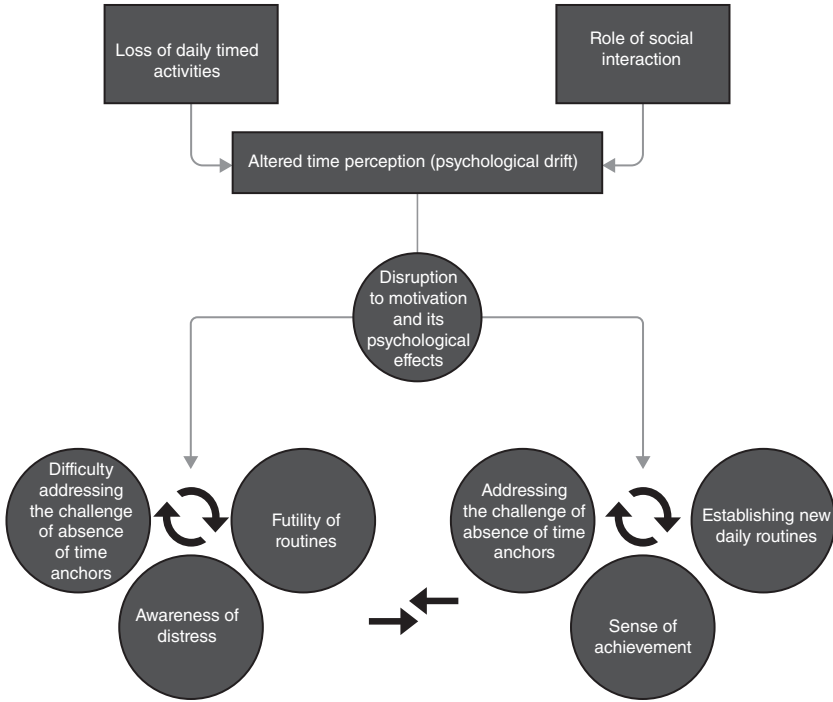 Loss of daily timed
activities
Role of social
interaction
Altered time perception (psychological drift)
Disruption
to motivation
and its
psychological
effects
Difficulty
addressing the
challenge
of absence
of time
anchors
Futility of
routines
Awareness of
distress
Addressing
the challenge of
absence of time
anchors
Establishing new
daily routines
Sense of
achievement